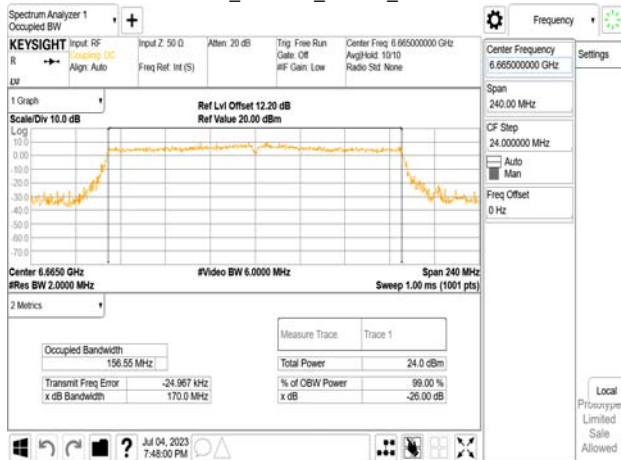 Spectrum Analyzer 1
Occupied BW
Frequency
KEYSIGHT
Input: RF
Coupling: DC
Align: Auto
Input Z: 50 Ω
Freq Ref: Int (S)
Atten: 20 dB
Trig: Free Run
Gate: Off
#IF Gain: Low
Center Freq: 6.665000000 GHz
Avg|Hold: 10/10
Radio Std: None
R
LXI
1 Graph
Scale/Div 10.0 dB
Ref Lvl Offset 12.20 dB
Ref Value 20.00 dBm
Log
10.0
0.00
-10.0
-20.0
-30.0
-40.0
-50.0
-60.0
-70.0
Center 6.6650 GHz
#Res BW 2.0000 MHz
#Video BW 6.0000 MHz
Span 240 MHz
Sweep 1.00 ms (1001 pts)
2 Metrics
Measure Trace
Trace 1
Occupied Bandwidth
156.55 MHz
Total Power
24.0 dBm
Transmit Freq Error
-24.967 kHz
% of OBW Power
99.00 %
x dB Bandwidth
170.0 MHz
x dB
-26.00 dB
Jul 04, 2023
7:48:00 PM
Center Frequency
6.665000000 GHz
Settings
Span
240.00 MHz
CF Step
24.000000 MHz
Auto
Man
Freq Offset
0 Hz
Local
Prototype
Limited
Sale
Allowed